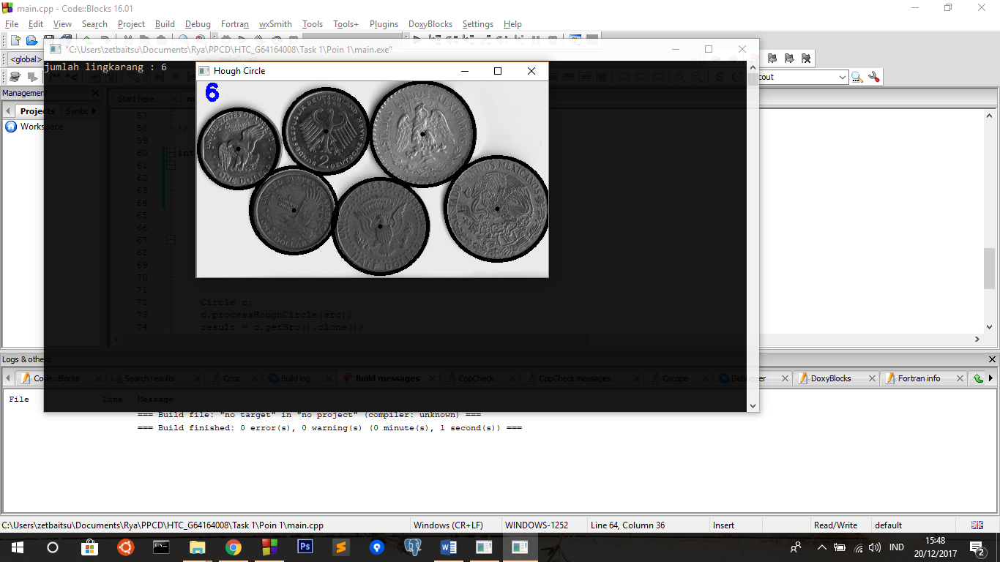 main.cpp - Code::Blocks 16.01
File Edit View Search Project Build Debug Fortran wxSmith Tools Tools+ Plugins DoxyBlocks Settings Help
<global>
cout
"C:\Users\zetbaitsu\Documents\Rya\PPCD\HTC_G64164008\Task 1\Poin 1\main.exe"
jumlah lingkarang : 6
Hough Circle
6
ONE DOLLAR
BUNDESREPUBLIK DEUTSCHLAND
2
Management
Projects Symbc
Workspace
Start here
57
58 };
59
60 int
61
62
63
64
65
66
67
68
69
70
71
72 Circle c;
73 c.processHoughCircle(src);
74 result = c.getSrc().clone();
Logs & othe
Code::Blocks Search results Cccc Build log Build messages CppCheck CppCheck messages Cscope Debugger DoxyBlocks Fortran info
File Line Message
=== Build file: "no target" in "no project" (compiler: unknown) ===
=== Build finished: 0 error(s), 0 warning(s) (0 minute(s), 1 second(s)) ===
C:\Users\zetbaitsu\Documents\Rya\PPCD\HTC_G64164008\Task 1\Poin 1\main.cpp Windows (CR+LF) WINDOWS-1252 Line 64, Column 36 Insert Read/Write default
IND 15:48
20/12/2017
2